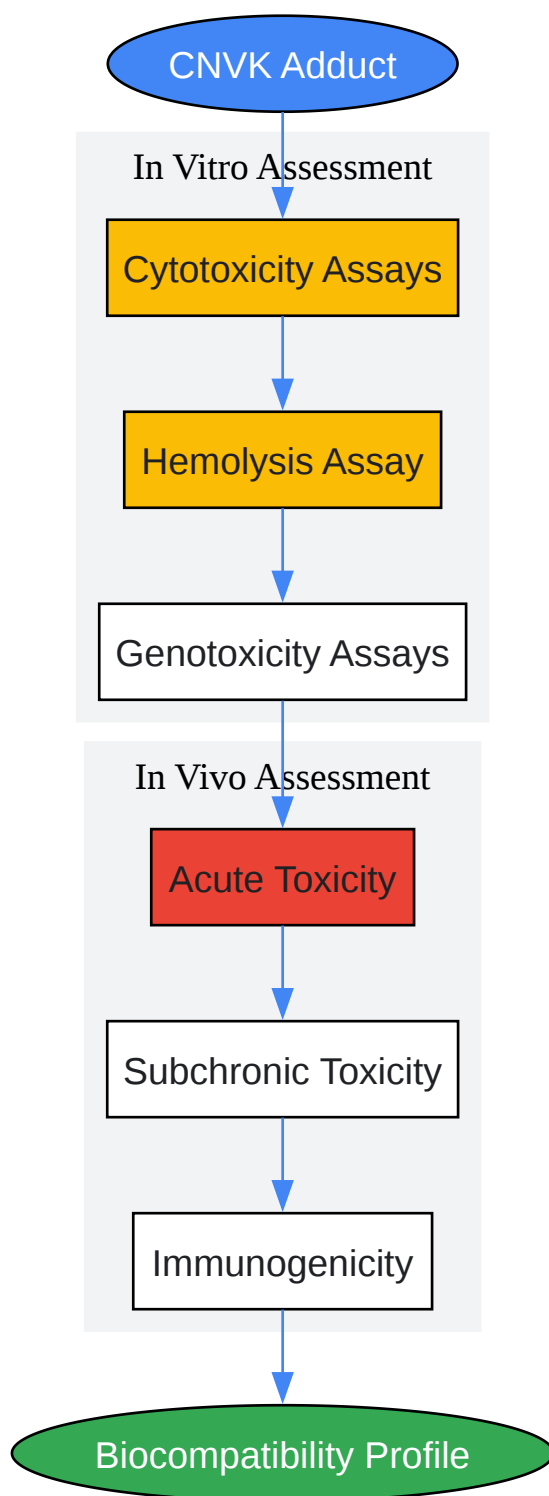 CNVK Adduct
In Vitro Assessment
Cytotoxicity Assays
Hemolysis Assay
Genotoxicity Assays
In Vivo Assessment
Acute Toxicity
Subchronic Toxicity
Immunogenicity
Biocompatibility Profile